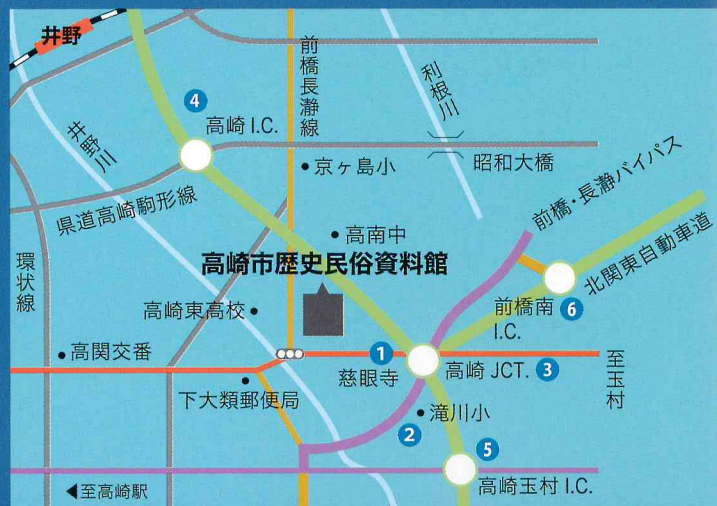 井野
前橋長瀞線
利根川
4
高崎 I.C.
井野川
京ヶ島小
昭和大橋
県道高崎駒形線
前橋・長瀞バイパス
高南中
環状線
高崎市歴史民俗資料館
北関東自動車道
高崎東高校
前橋南
I.C.
6
高関交番
1
慈眼寺
高崎 JCT.
3
至玉村
下大類郵便局
滝川小
2
5
◀至高崎駅
高崎玉村 I.C.